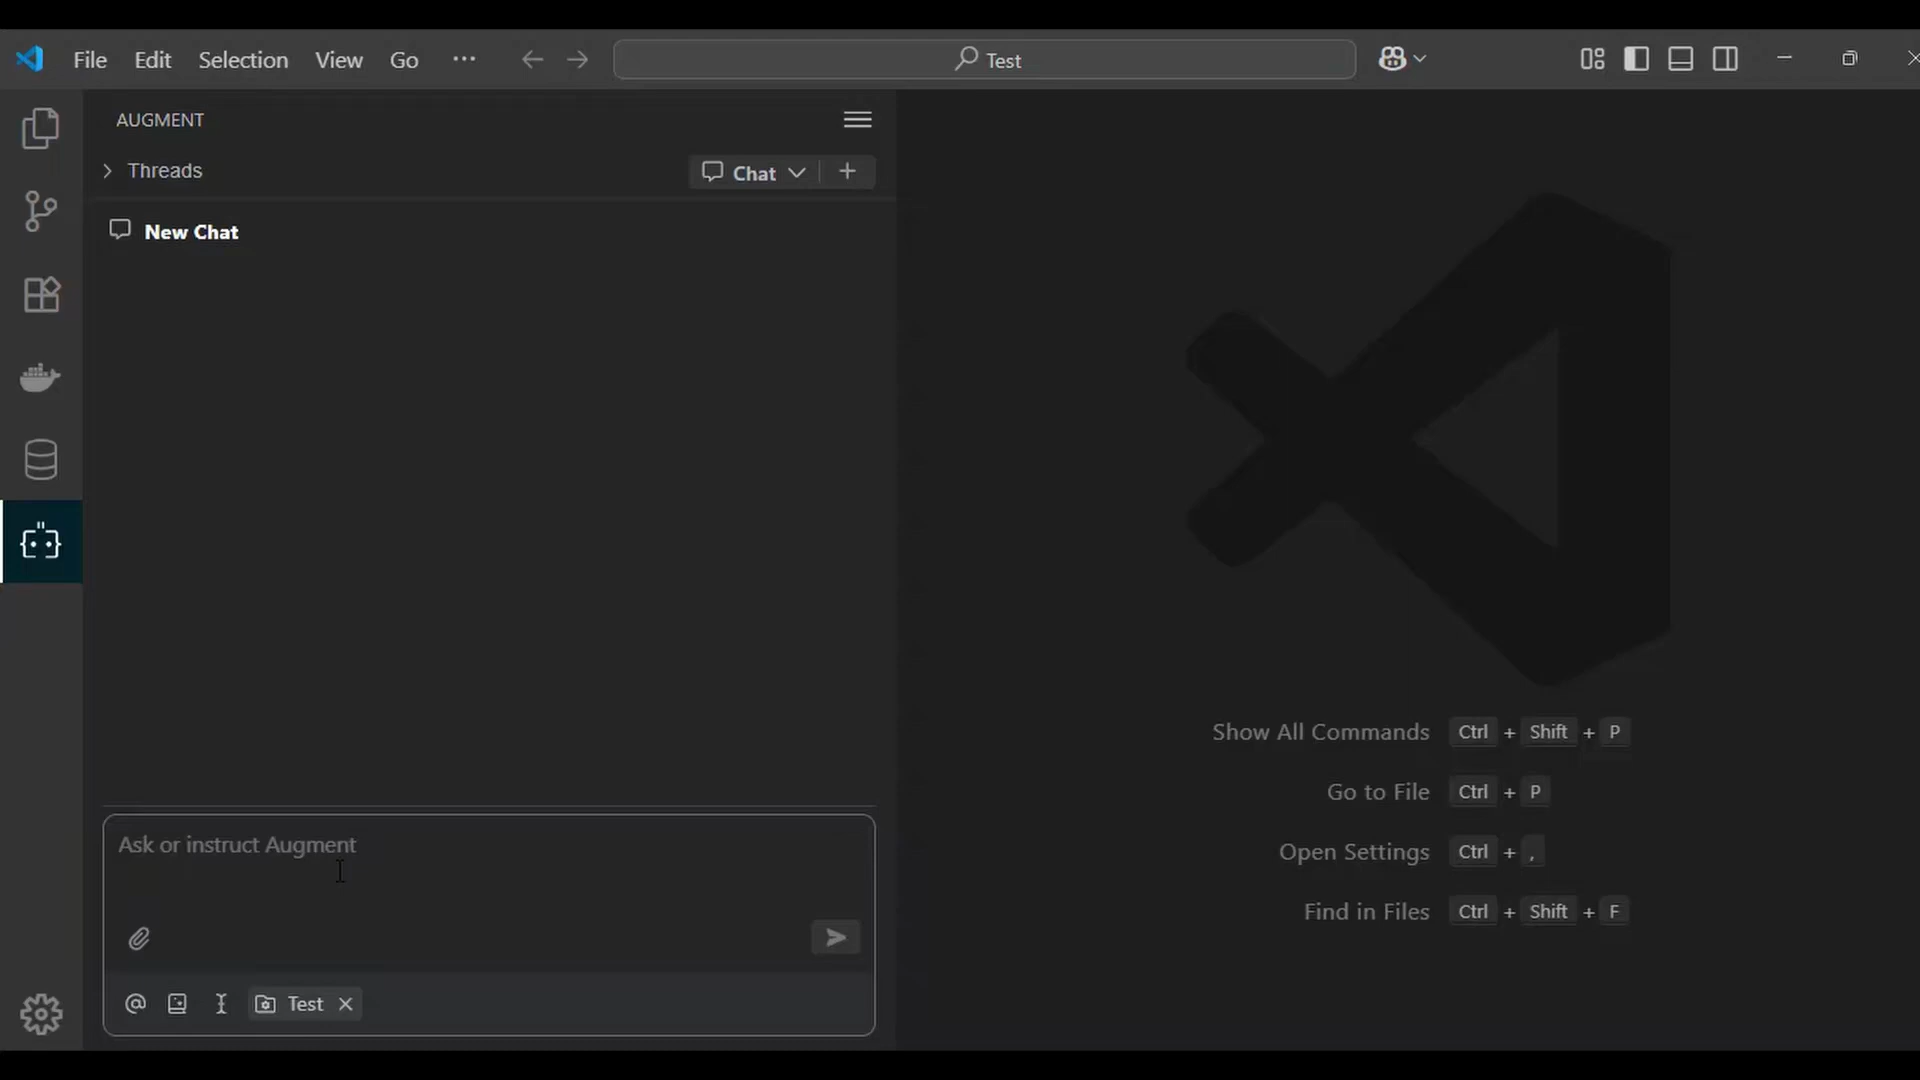 File Edit Selection View Go ··· Test
AUGMENT
Threads Chat
New Chat
Show All Commands Ctrl + Shift + P
Go to File Ctrl + P
Open Settings Ctrl + ,
Find in Files Ctrl + Shift + F
Ask or instruct Augment
@ Test